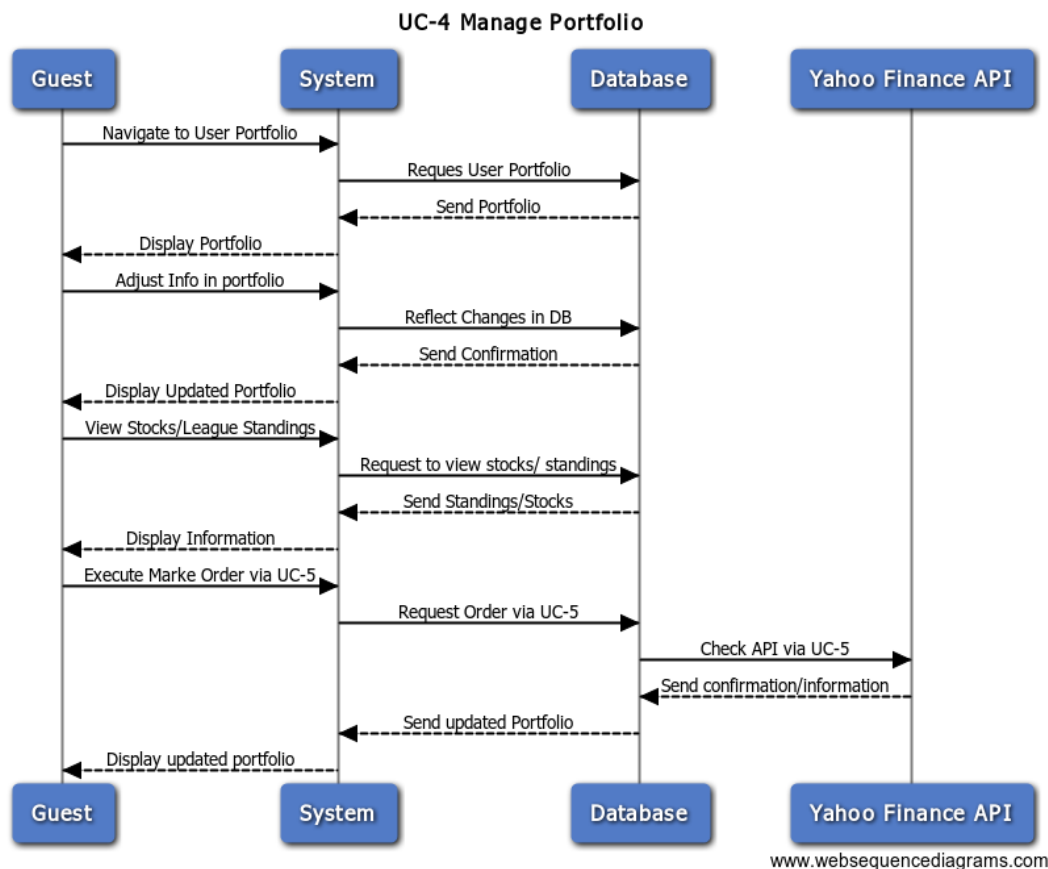 UC-4 Manage Portfolio
Guest
System
Database
Yahoo Finance API
Navigate to User Portfolio
Reques User Portfolio
Send Portfolio
Display Portfolio
Adjust Info in portfolio
Reflect Changes in DB
Send Confirmation
Display Updated Portfolio
View Stocks/League Standings
Request to view stocks/ standings
Send Standings/Stocks
Display Information
Execute Marke Order via UC-5
Request Order via UC-5
Check API via UC-5
Send confirmation/information
Send updated Portfolio
Display updated portfolio
Guest
System
Database
Yahoo Finance API
www.websequencediagrams.com